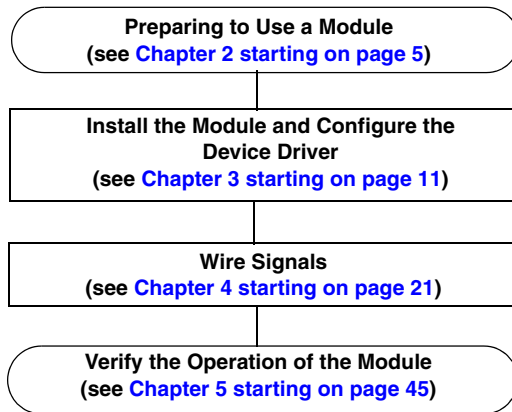 Preparing to Use a Module
(see Chapter 2 starting on page 5)
Install the Module and Configure the
Device Driver
(see Chapter 3 starting on page 11)
Wire Signals
(see Chapter 4 starting on page 21)
Verify the Operation of the Module
(see Chapter 5 starting on page 45)